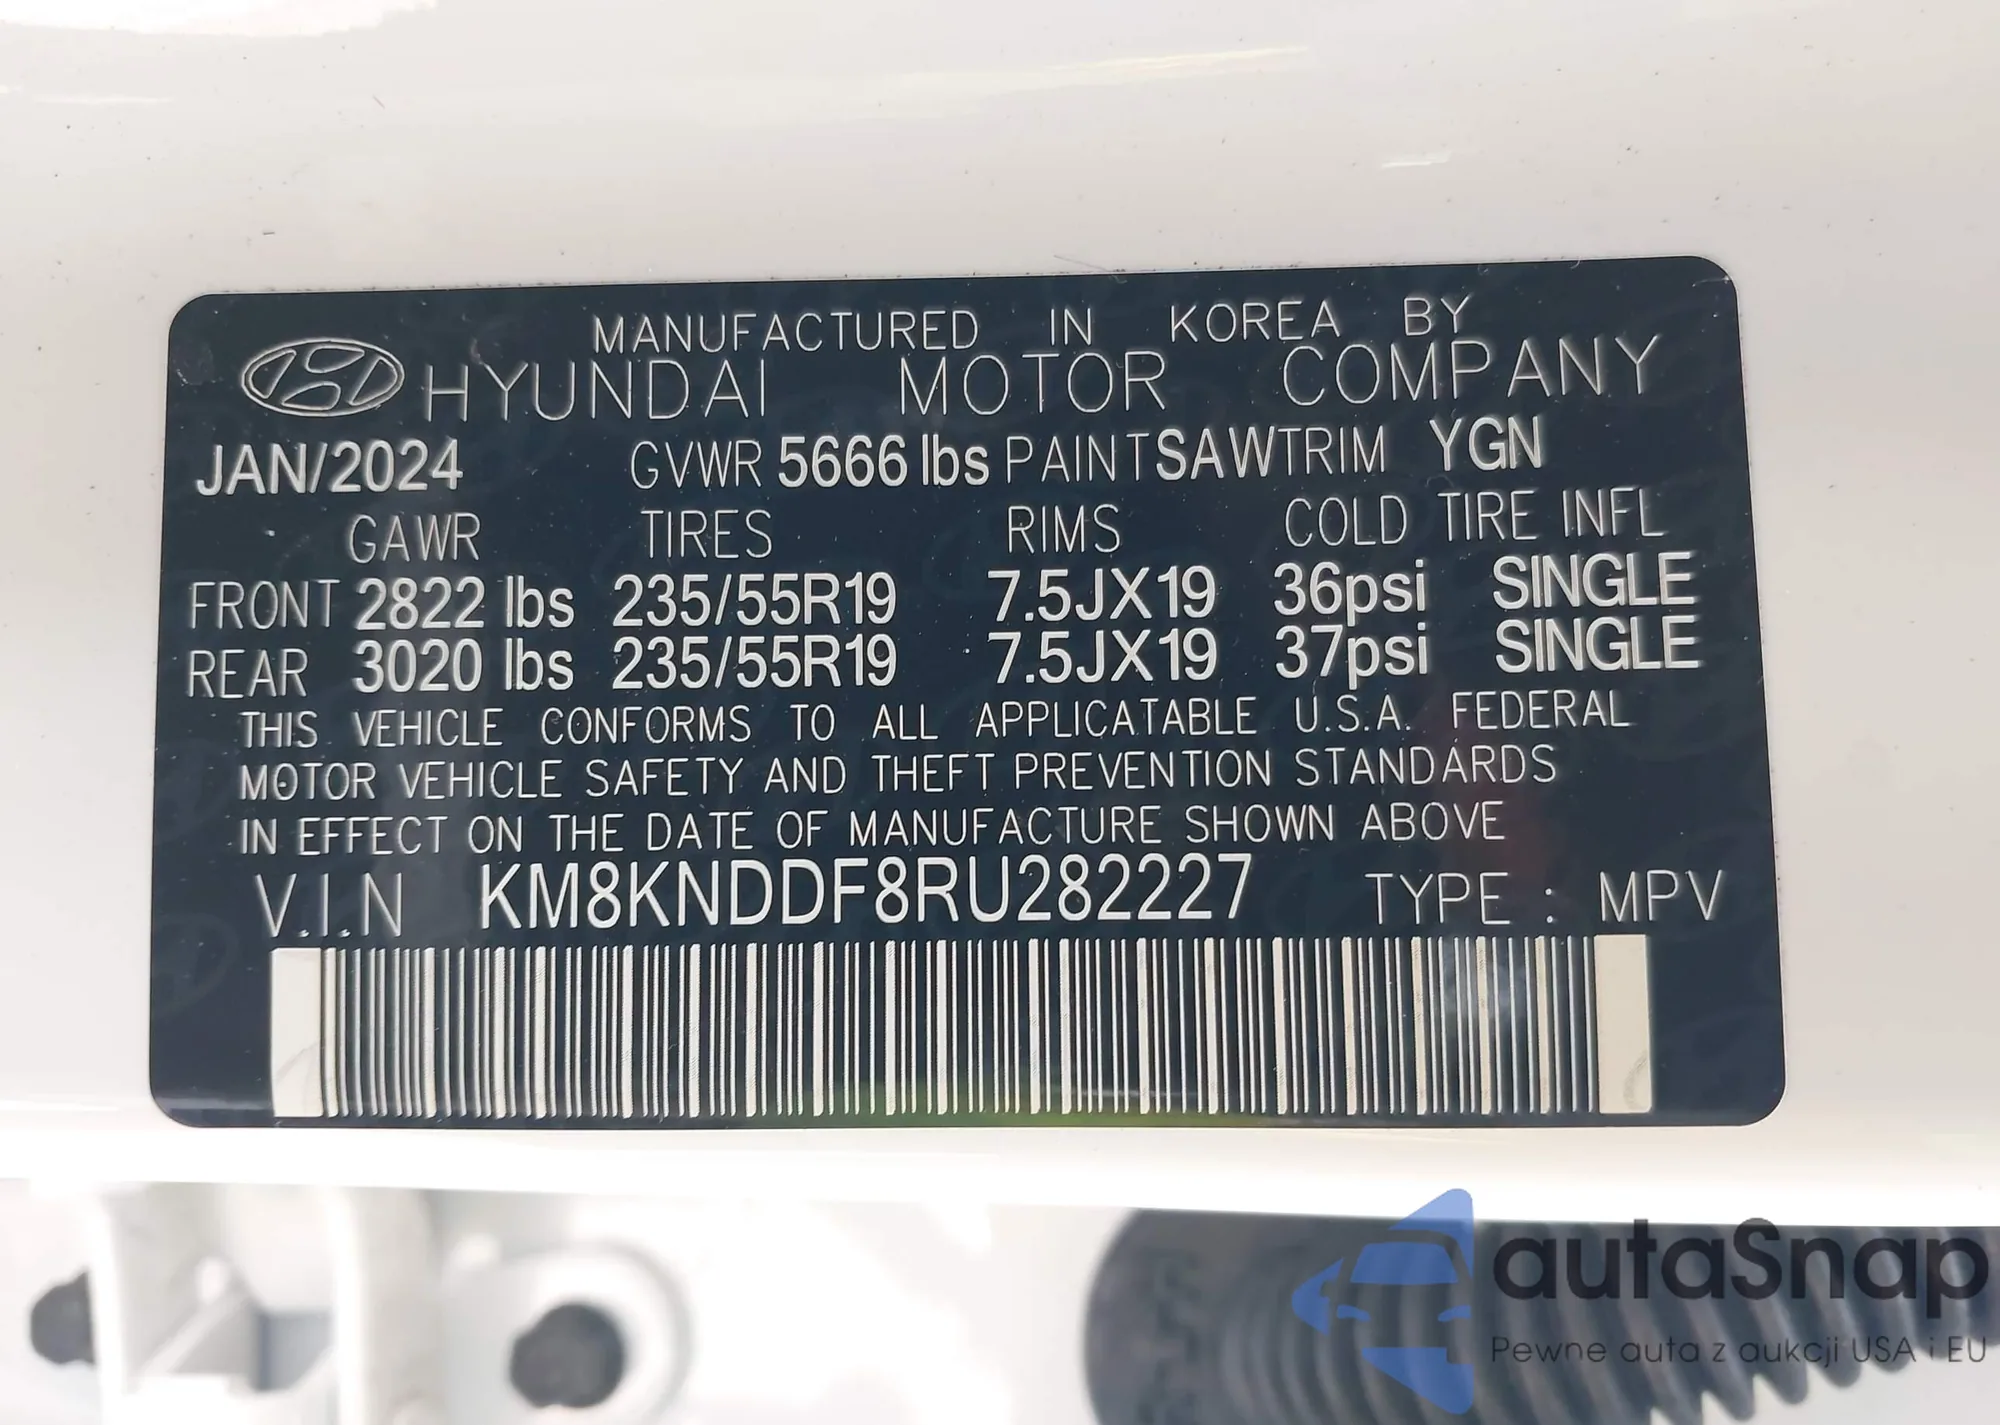 MANUFACTURED IN KOREA BY
HYUNDAI MOTOR COMPANY
JAN/2024 GVWR 5666 lbs PAINT SAW TRIM YGN
GAWR TIRES RIMS COLD TIRE INFL
FRONT 2822 lbs 235/55R19 7.5JX19 36psi SINGLE
REAR 3020 lbs 235/55R19 7.5JX19 37psi SINGLE
THIS VEHICLE CONFORMS TO ALL APPLICATABLE U.S.A. FEDERAL
MOTOR VEHICLE SAFETY AND THEFT PREVENTION STANDARDS
IN EFFECT ON THE DATE OF MANUFACTURE SHOWN ABOVE
V.I.N KM8KNDDF8RU282227 TYPE : MPV
autaSnap
Pewne auta z aukcji USA i EU